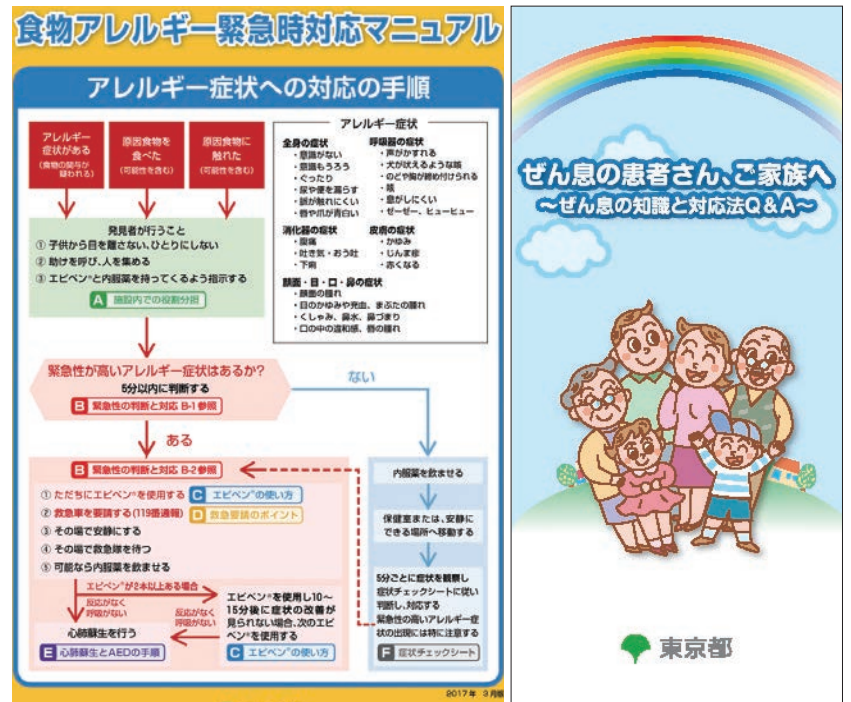 食物アレルギー緊急時対応マニュアル
アレルギー症状への対応の手順
アレルギー
症状がある
(食物の関与が
疑われる)
原因食物を
食べた
(可能性を含む)
原因食物に
触れた
(可能性を含む)
発見者が行うこと
① 子供から目を離さない、ひとりにしない
② 助けを呼び、人を集める
③ エピペン®と内服薬を持ってくるよう指示する
A 施設内での役割分担
アレルギー症状
全身の症状
・意識がない
・意識もうろう
・ぐったり
・尿や便を漏らす
・脈が触れにくい
・唇や爪が青白い
呼吸器の症状
・声がかすれる
・犬が吠えるような咳
・のどや胸が締め付けられる
・咳
・息がしにくい
・ゼーゼー、ヒューヒュー
消化器の症状
・腹痛
・吐き気・おう吐
・下痢
皮膚の症状
・かゆみ
・じんま疹
・赤くなる
顔面・目・口・鼻の症状
・顔面の腫れ
・目のかゆみや充血、まぶたの腫れ
・くしゃみ、鼻水、鼻づまり
・口の中の違和感、唇の腫れ
緊急性が高いアレルギー症状はあるか?
5分以内に判断する
B 緊急性の判断と対応 B-1参照
ない
ある
B 緊急性の判断と対応 B-2参照
① ただちにエピペン®を使用する C エピペン®の使い方
② 救急車を要請する(119番通報) D 救急要請のポイント
③ その場で安静にする
④ その場で救急隊を待つ
⑤ 可能なら内服薬を飲ませる
エピペン®が2本以上ある場合
反応がなく
呼吸がない
反応がなく
呼吸がない
エピペン®を使用し10~
15分後に症状の改善が
見られない場合、次のエピ
ペン®を使用する
C エピペン®の使い方
心肺蘇生を行う
E 心肺蘇生とAEDの手順
内服薬を飲ませる
保健室または、安静に
できる場所へ移動する
5分ごとに症状を観察し
症状チェックシートに従い
判断し、対応する
緊急性の高いアレルギー症
状の出現には特に注意する
F 症状チェックシート
2017年 3月版
ぜん息の患者さん、ご家族へ
~ぜん息の知識と対応法Q&A~
東京都